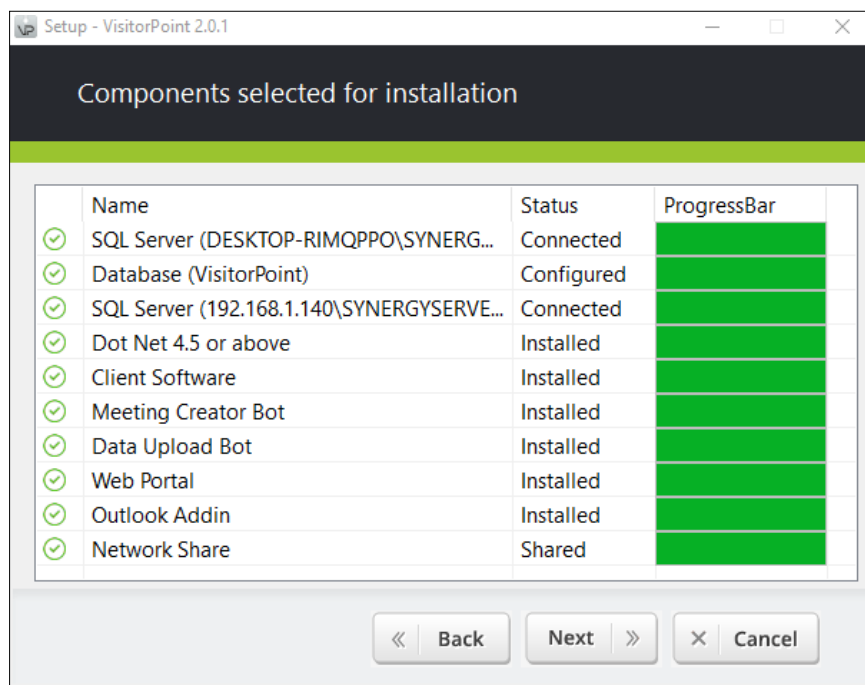 VP Setup - VisitorPoint 2.0.1
Components selected for installation
Name Status ProgressBar
SQL Server (DESKTOP-RIMQPPO\SYNERG... Connected
Database (VisitorPoint) Configured
SQL Server (192.168.1.140\SYNERGYSERVE... Connected
Dot Net 4.5 or above Installed
Client Software Installed
Meeting Creator Bot Installed
Data Upload Bot Installed
Web Portal Installed
Outlook Addin Installed
Network Share Shared
Back Next Cancel